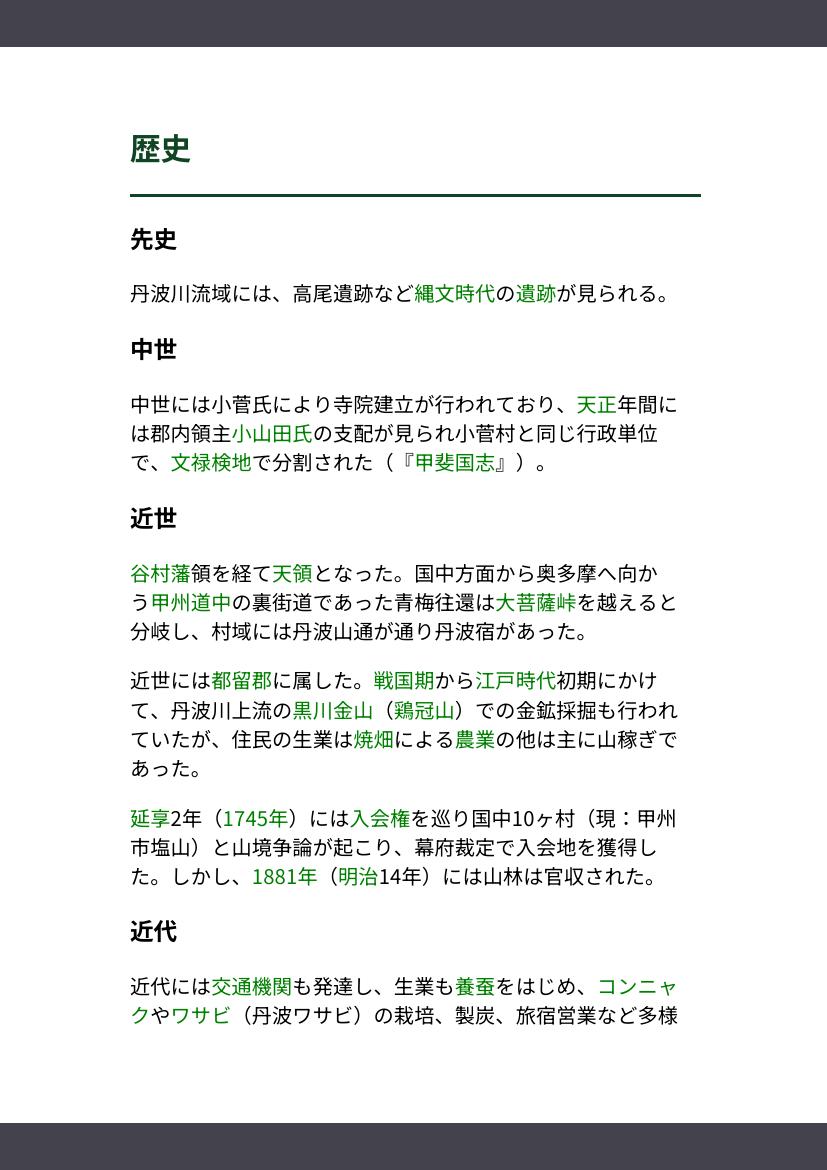 歴史
先史
丹波川流域には、高尾遺跡など縄文時代の遺跡が見られる。
中世
中世には小菅氏により寺院建立が行われており、天正年間に
は郡内領主小山田氏の支配が見られ小菅村と同じ行政単位
で、文禄検地で分割された（『甲斐国志』）。
近世
谷村藩領を経て天領となった。国中方面から奥多摩へ向か
う甲州道中の裏街道であった青梅往還は大菩薩峠を越えると
分岐し、村域には丹波山通が通り丹波宿があった。
近世には都留郡に属した。戦国期から江戸時代初期にかけ
て、丹波川上流の黒川金山（鶏冠山）での金鉱採掘も行われ
ていたが、住民の生業は焼畑による農業の他は主に山稼ぎで
あった。
延享2年（1745年）には入会権を巡り国中10ヶ村（現：甲州
市塩山）と山境争論が起こり、幕府裁定で入会地を獲得し
た。しかし、1881年（明治14年）には山林は官収された。
近代
近代には交通機関も発達し、生業も養蚕をはじめ、コンニャ
クやワサビ（丹波ワサビ）の栽培、製炭、旅宿営業など多様